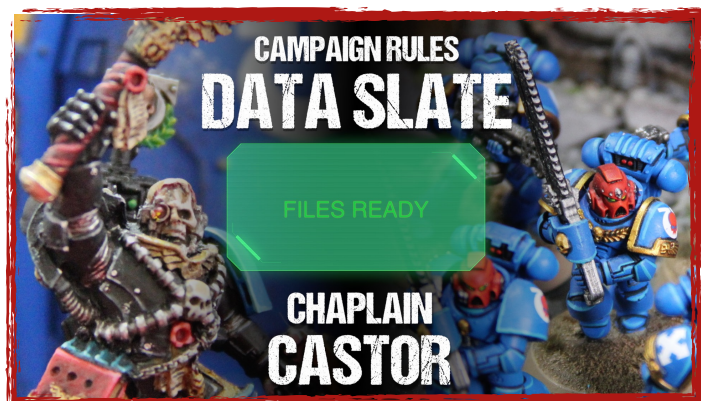 CAMPAIGN RULES
DATA SLATE
FILES READY
CHAPLAIN
CASTOR